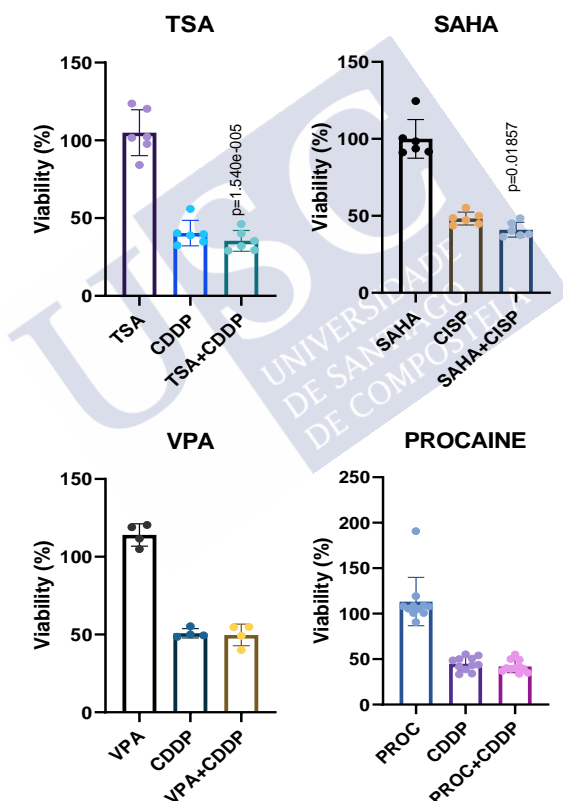 TSA
150
100
50
0
Viability (%)
p=1.540e-005
TSA
CDDP
TSA+CDDP
SAHA
150
100
50
0
Viability (%)
p=0.01857
SAHA
CISP
SAHA+CISP
USC
UNIVERSIDADE
DE SANTIAGO
DE COMPOSTELA
VPA
150
100
50
0
Viability (%)
VPA
CDDP
VPA+CDDP
PROCAINE
250
200
150
100
50
0
Viability (%)
PROC
CDDP
PROC+CDDP